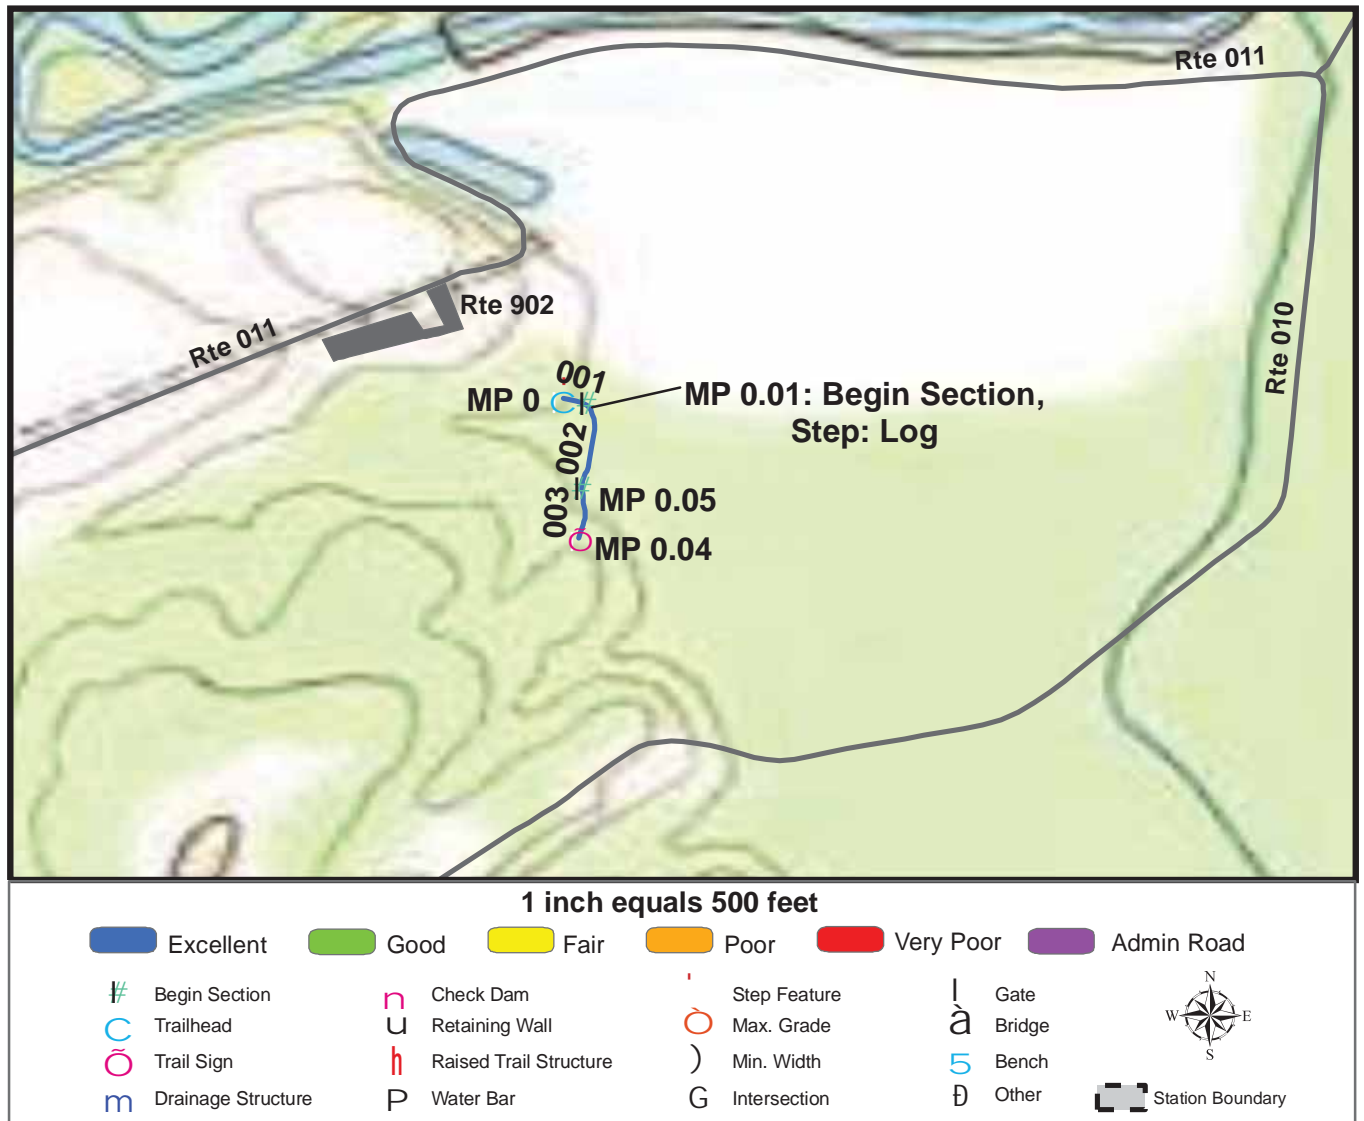 Rte 011
Rte 902
Rte 011
Rte 010
001
MP 0
MP 0.01: Begin Section,
Step: Log
002
003
MP 0.05
MP 0.04
1 inch equals 500 feet
Excellent
Good
Fair
Poor
Very Poor
Admin Road
# Begin Section
C Trailhead
Õ Trail Sign
m Drainage Structure
n Check Dam
u Retaining Wall
h Raised Trail Structure
P Water Bar
' Step Feature
Ò Max. Grade
) Min. Width
G Intersection
l Gate
à Bridge
5 Bench
Ð Other
N
W E
S
Station Boundary